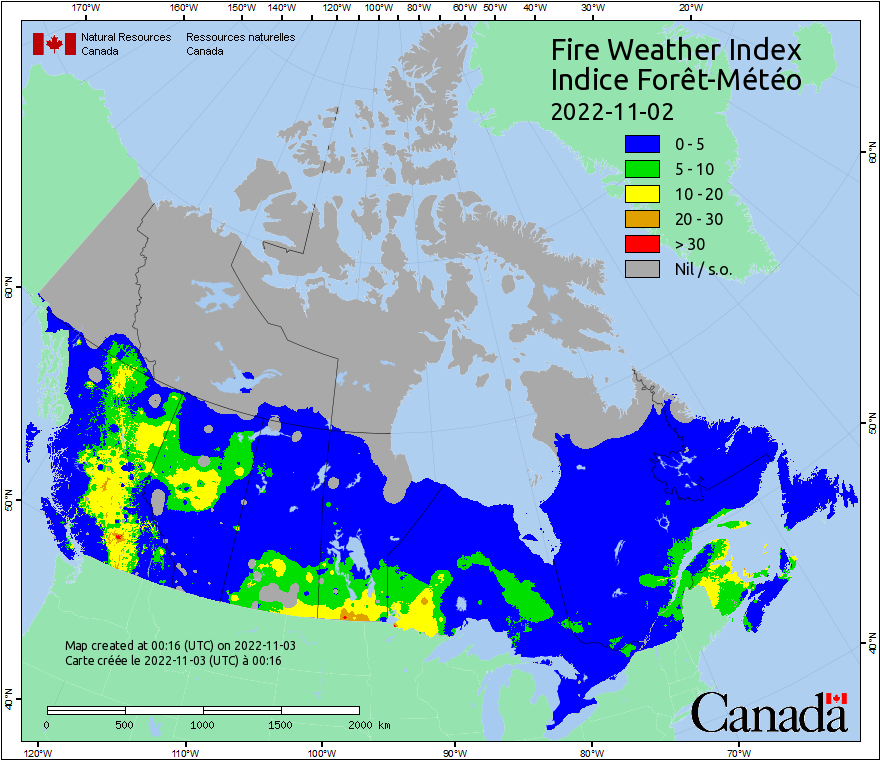 170°W 160°W 150°W 140°W 130°W 120°W 110°W 100°W 90°W 80°W 70°W 60°W 50°W 40°W 30°W 20°W
Natural Resources Ressources naturelles
Canada Canada
Fire Weather Index
Indice Forêt-Météo
2022-11-02
0 - 5
5 - 10
10 - 20
20 - 30
> 30
Nil / s.o.
60°N
60°N
50°N
50°N
40°N
40°N
Map created at 00:16 (UTC) on 2022-11-03
Carte créée le 2022-11-03 (UTC) à 00:16
0 500 1000 1500 2000 km
Canada
120°W 110°W 100°W 90°W 80°W 70°W